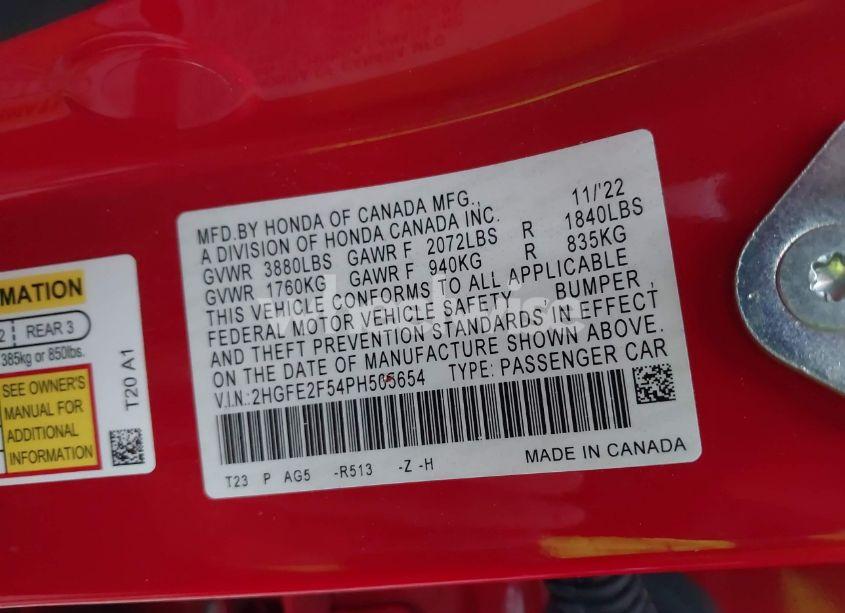 MFD.BY HONDA OF CANADA MFG., 11/'22
A DIVISION OF HONDA CANADA INC.
GVWR 3880LBS GAWR F 2072LBS R 1840LBS
GVWR 1760KG GAWR F 940KG R 835KG
THIS VEHICLE CONFORMS TO ALL APPLICABLE
FEDERAL MOTOR VEHICLE SAFETY, BUMPER,
AND THEFT PREVENTION STANDARDS IN EFFECT
ON THE DATE OF MANUFACTURE SHOWN ABOVE.
V.I.N.:2HGFE2F54PH505654 TYPE: PASSENGER CAR
T23 P AG5 -R513 -Z -H MADE IN CANADA
MATION
2 REAR 3
385kg or 850lbs.
SEE OWNER'S
MANUAL FOR
ADDITIONAL
INFORMATION
T20 A1